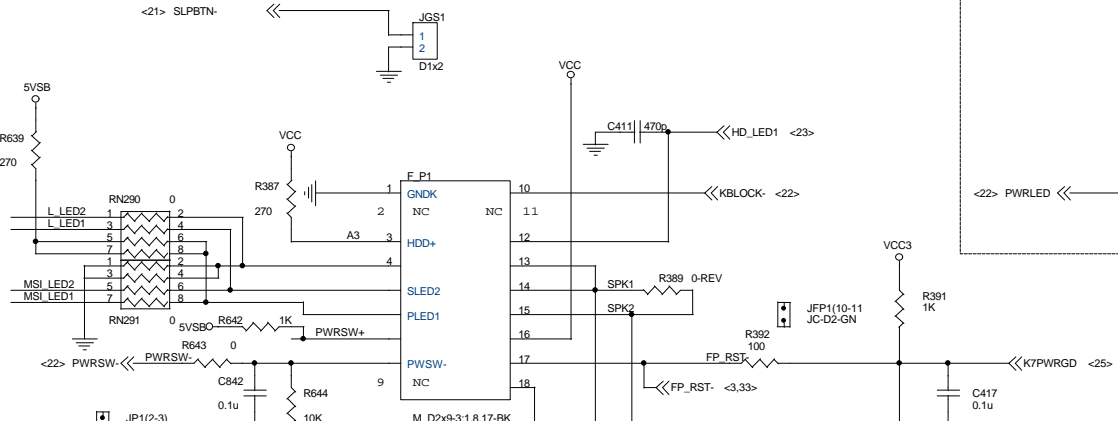 <21> SLPBTN-
JGS1
1
2
D1x2
5VSB
VCC
VCC
R639
270
C411 470p
HD_LED1 <23>
F_P1
R387
270
1 GNDK 10
KBLOCK- <22>
<22> PWRLED
RN290 0
2 NC NC 11
L_LED2 1 2
L_LED1 3 4
5 6
7 8
A3 3 HDD+ 12
VCC3
1 2
3 4
4 13
MSI_LED2 5 6
MSI_LED1 7 8
SLED2 14 SPK1 R389 0-REV
R391
1K
RN291 0
PLED1 15 SPK2
JFP1(10-11
JC-D2-GN
5VSB R642 1K
PWRSW+ 16
R392
100
R643 0
<22> PWRSW- PWRSW- PWSW- 17 FP_RST-
K7PWRGD <25>
C842
0.1u
R644
10K
9 NC 18
FP_RST- <3,33>
C417
0.1u
JP1(2-3)
M_D2x9-3:1,8,17-BK